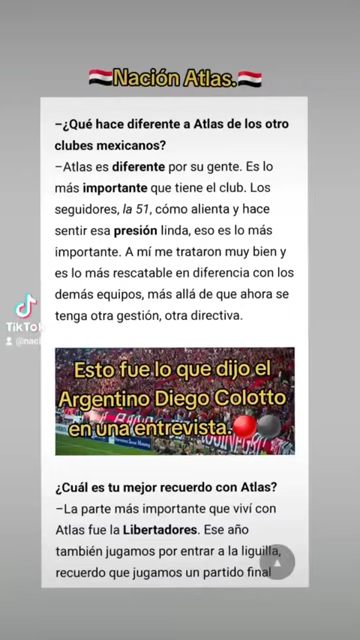 Nación Atlas.
–¿Qué hace diferente a Atlas de los otro
clubes mexicanos?
–Atlas es diferente por su gente. Es lo
más importante que tiene el club. Los
seguidores, la 51, cómo alienta y hace
sentir esa presión linda, eso es lo más
importante. A mí me trataron muy bien y
es lo más rescatable en diferencia con los
demás equipos, más allá de que ahora se
tenga otra gestión, otra directiva.
TikTok
@naci
Esto fue lo que dijo el
Argentino Diego Colotto
en una entrevista.
¿Cuál es tu mejor recuerdo con Atlas?
–La parte más importante que viví con
Atlas fue la Libertadores. Ese año
también jugamos por entrar a la liguilla,
recuerdo que jugamos un partido final